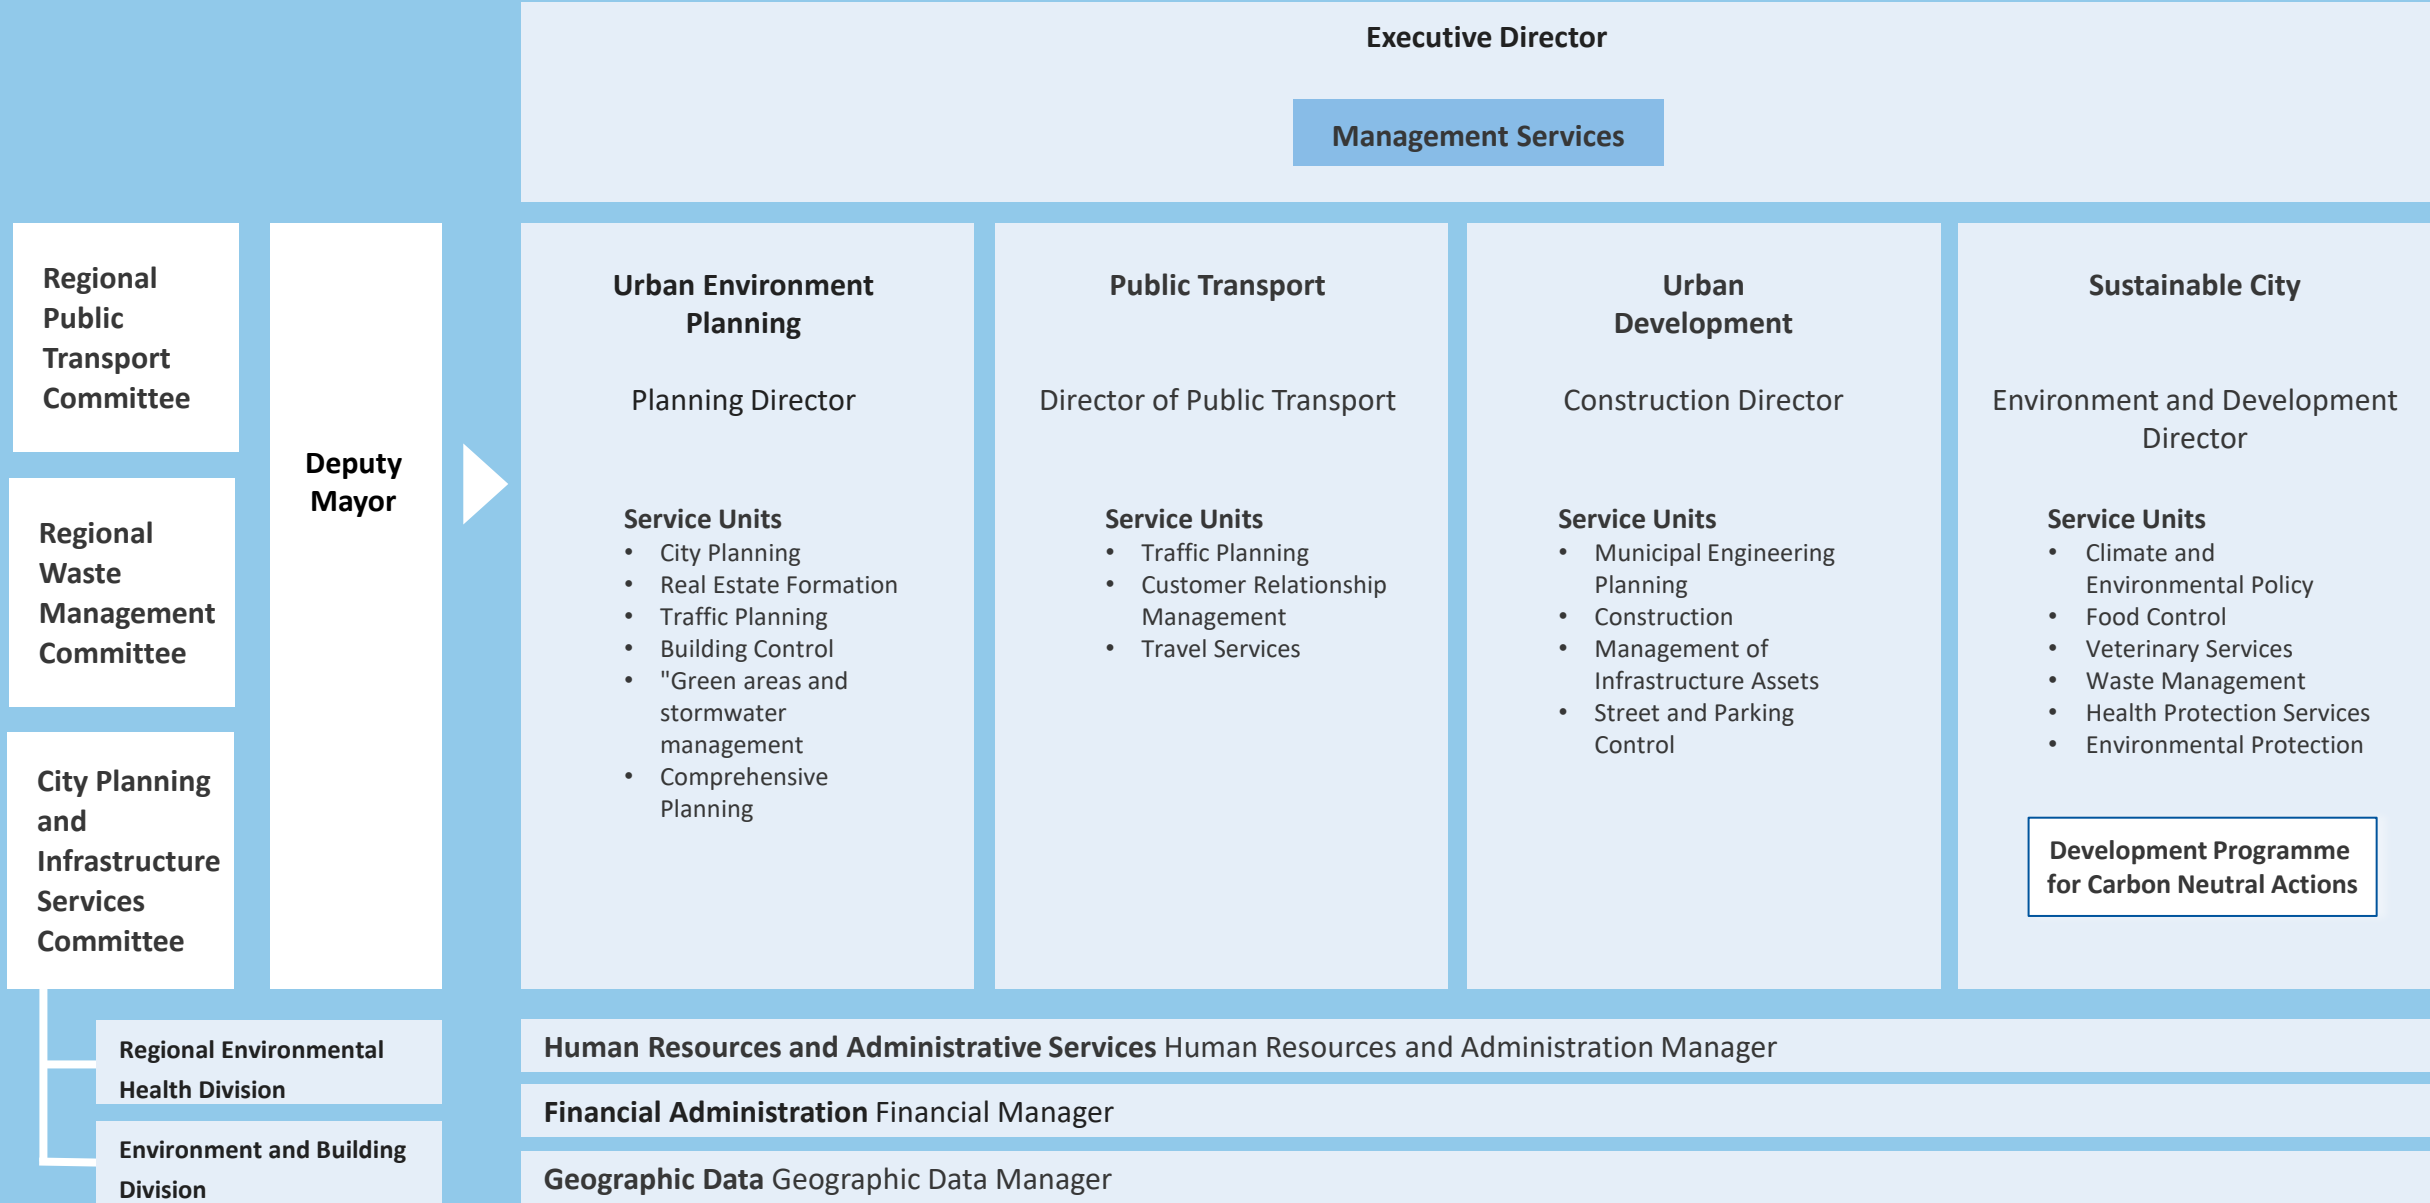 Executive Director
Management Services
Regional
Public
Transport
Committee
Regional
Waste
Management
Committee
City Planning
and
Infrastructure
Services
Committee
Regional Environmental
Health Division
Environment and Building
Division
Deputy
Mayor
Urban Environment
Planning
Planning Director
Service Units
• City Planning
• Real Estate Formation
• Traffic Planning
• Building Control
• "Green areas and
stormwater
management
• Comprehensive
Planning
Public Transport
Director of Public Transport
Service Units
• Traffic Planning
• Customer Relationship
Management
• Travel Services
Urban
Development
Construction Director
Service Units
• Municipal Engineering
Planning
• Construction
• Management of
Infrastructure Assets
• Street and Parking
Control
Sustainable City
Environment and Development
Director
Service Units
• Climate and
Environmental Policy
• Food Control
• Veterinary Services
• Waste Management
• Health Protection Services
• Environmental Protection
Development Programme
for Carbon Neutral Actions
Human Resources and Administrative Services Human Resources and Administration Manager
Financial Administration Financial Manager
Geographic Data Geographic Data Manager